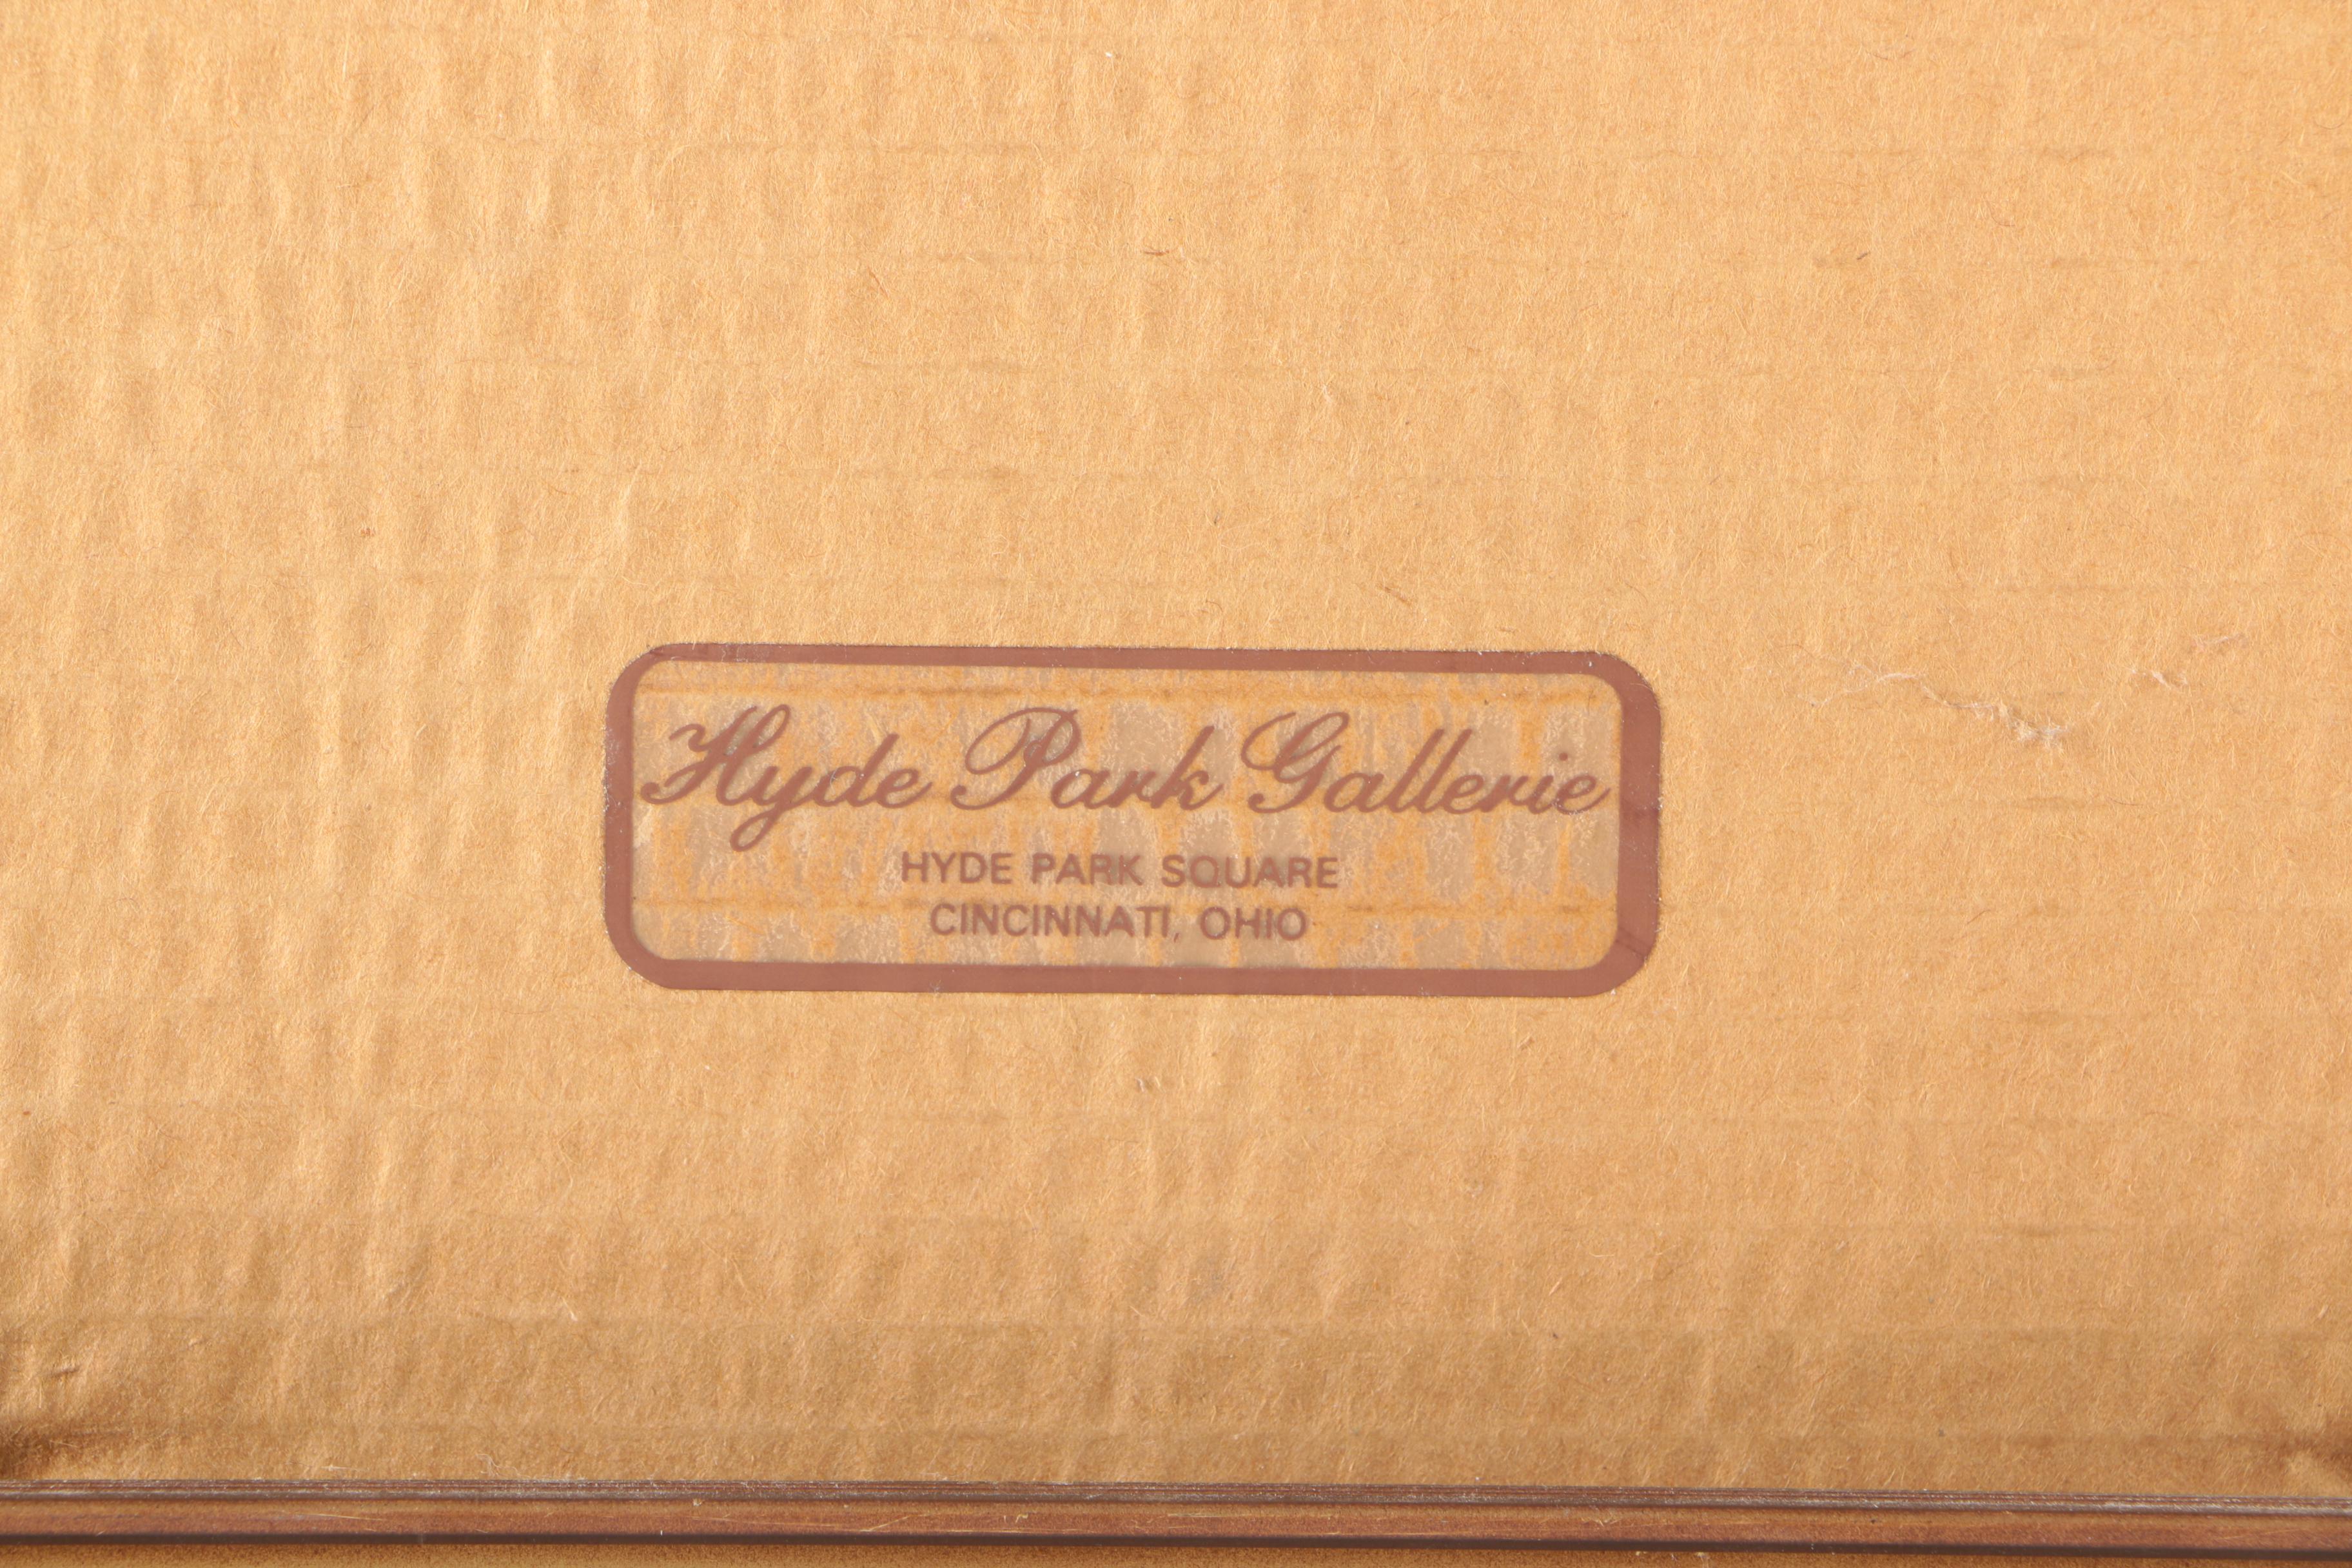 Hyde Park Gallerie
HYDE PARK SQUARE
CINCINNATI, OHIO